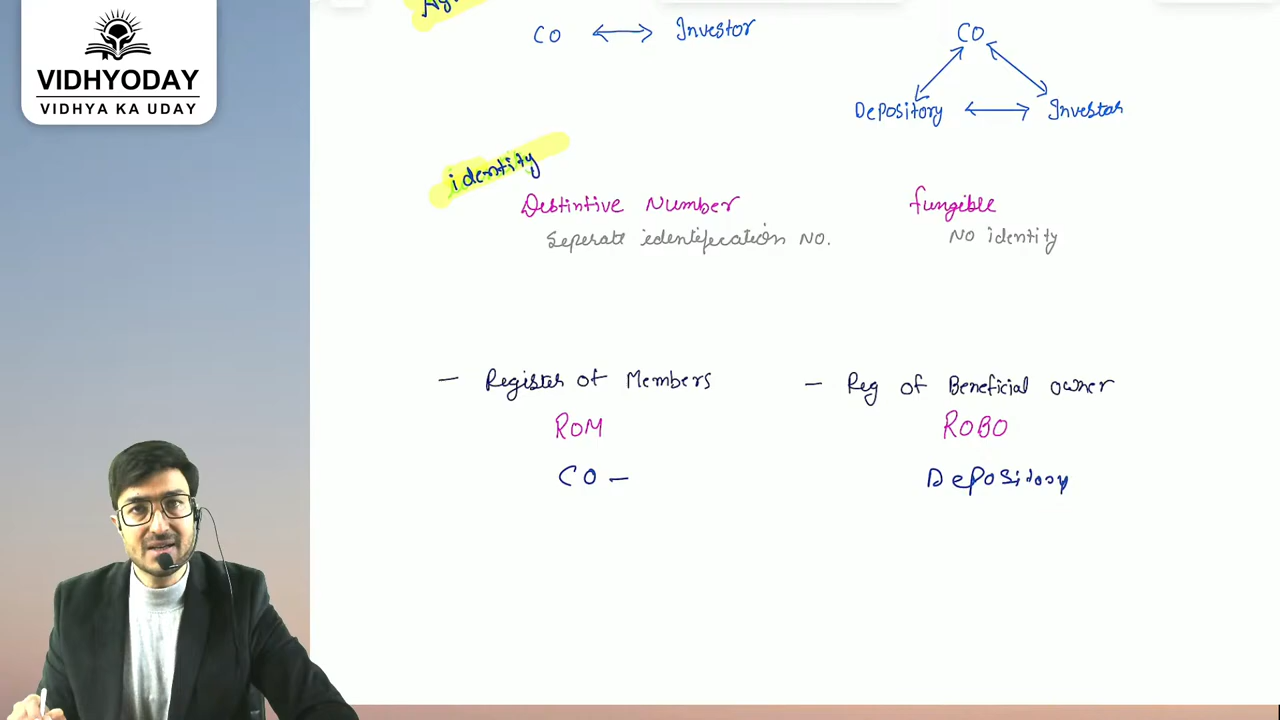 VIDHYODAY
VIDHYA KA UDAY
CO ⟷ Investor
CO
Depository ⟷ Investor
identity
Distintive Number
fungible
Seperate identification NO.
No identity
— Register of Members
— Reg of Beneficial owner
ROM
ROBO
CO —
Depository